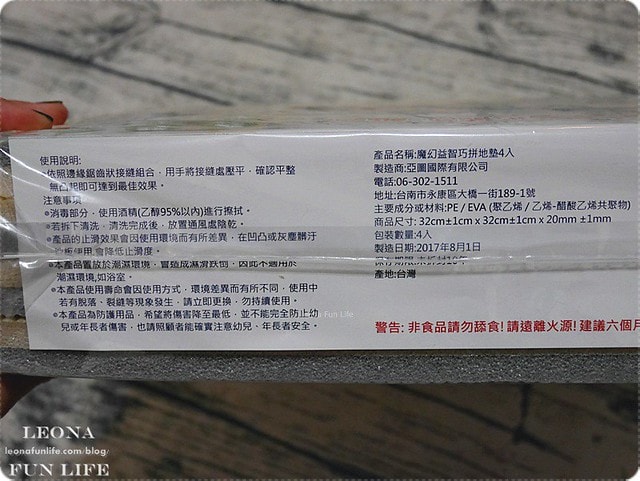 使用說明:
依照邊緣鋸齒狀接縫組合，用手將接縫處壓平，確認平整
無凸起即可達到最佳效果。
注意事項
●消毒部分，使用酒精(乙醇95%以內)進行擦拭。
●若拆下清洗，清洗完成後，放置通風處陰乾。
●產品的止滑效果會因使用環境而有所差異，在凹凸或灰塵髒汙
使用會降低止滑度。
●本產品置放於潮濕環境，會造成濕滑跌倒，因此不適用於
潮濕環境,如浴室。
●本產品使用壽命會因使用方式，環境差異而有所不同，使用中
若有脫落、裂縫等現象發生，請立即更換，勿持續使用。
●本產品為防護用品，希望將傷害降至最低，並不能完全防止幼
兒或年長者傷害，也請照顧者能確實注意幼兒，年長者安全。
產品名稱:魔幻益智巧拼地墊4入
製造商:亞圖國際有限公司
電話:06-302-1511
地址:台南市永康區大橋一街189-1號
主要成分或材料:PE / EVA (聚乙烯 / 乙烯-醋酸乙烯共聚物)
商品尺寸: 32cm±1cm x 32cm±1cm x 20mm ±1mm
包裝數量:4入
製造日期:2017年8月1日
保存期限:未拆封10年
產地:台灣
警告: 非食品請勿舔食! 請遠離火源! 建議六個月
Fun Life
LEONA
leonafunlife.com/blog/
FUN LIFE